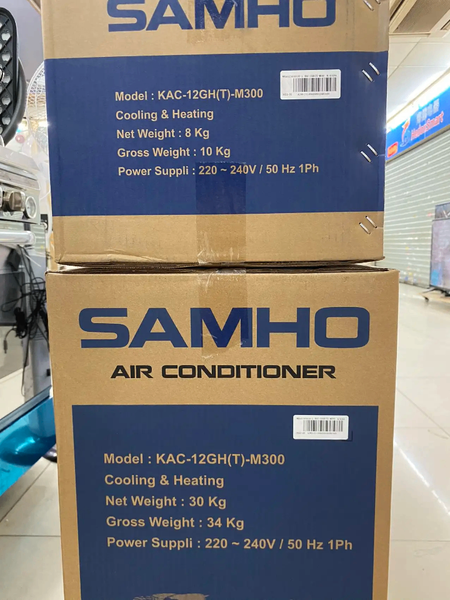 SAMHO
Model : KAC-12GH(T)-M300
Cooling & Heating
Net Weight : 8 Kg
Gross Weight : 10 Kg
Power Suppli : 220 ~ 240V / 50 Hz 1Ph
SAMHO
AIR CONDITIONER
Model : KAC-12GH(T)-M300
Cooling & Heating
Net Weight : 30 Kg
Gross Weight : 34 Kg
Power Suppli : 220 ~ 240V / 50 Hz 1Ph